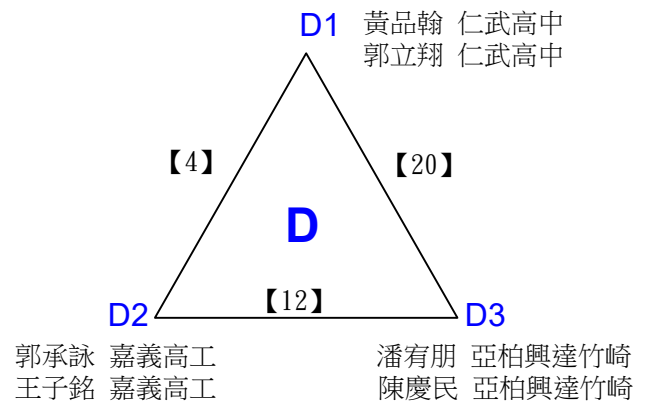 D1 黃品翰 仁武高中
郭立翔 仁武高中
【4】 【20】
D
【12】
D2 D3
郭承詠 嘉義高工 潘宥朋 亞柏興達竹崎
王子銘 嘉義高工 陳慶民 亞柏興達竹崎